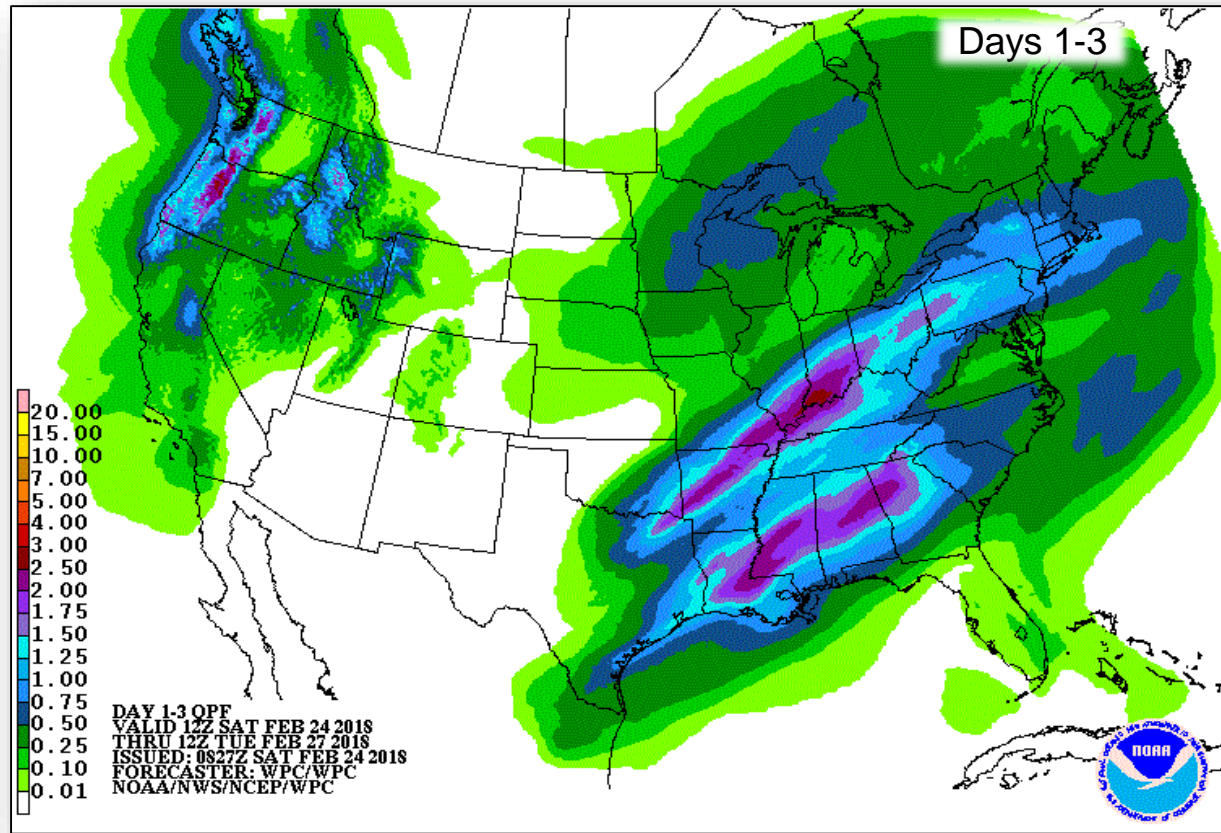 Days 1-3
20.00
15.00
10.00
7.00
5.00
4.00
3.00
2.50
2.00
1.75
1.50
1.25
1.00
0.75
0.50
0.25
0.10
0.01
DAY 1-3 QPF
VALID 12Z SAT FEB 24 2018
THRU 12Z TUE FEB 27 2018
ISSUED: 0827Z SAT FEB 24 2018
FORECASTER: WPC/WPC
NOAA/NWS/NCEP/WPC
NOAA